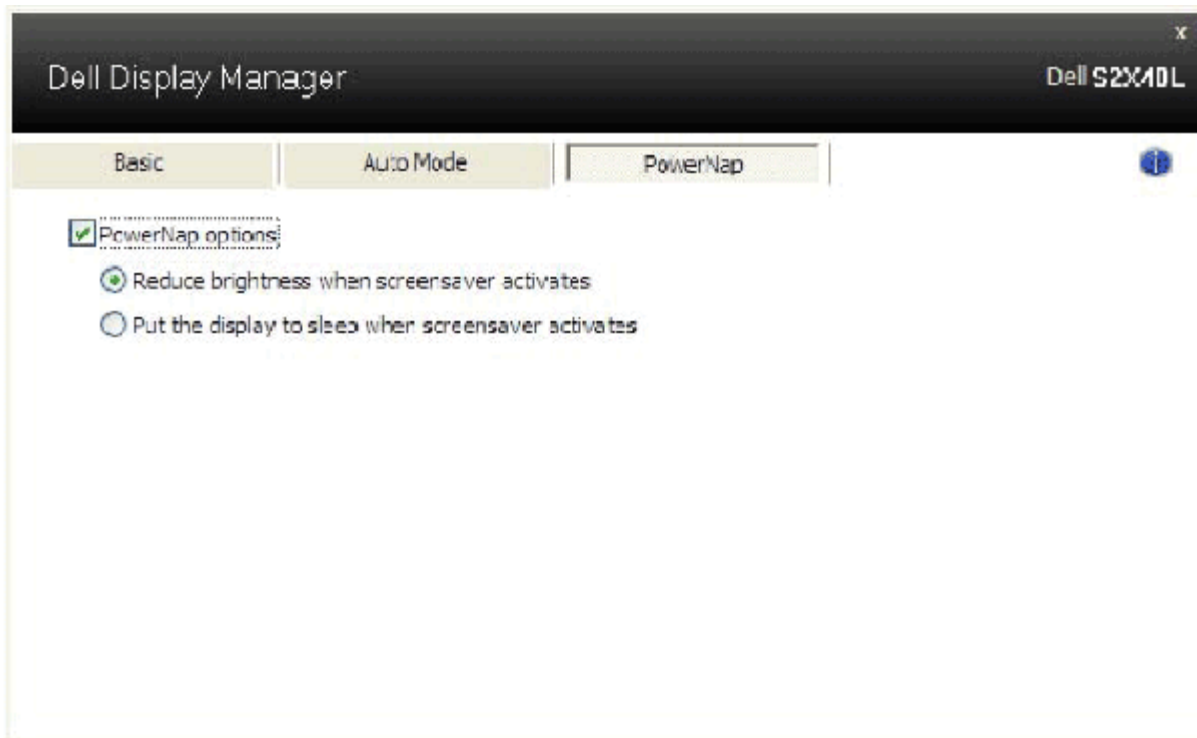 x
Dell Display Manager
Dell S2X40L
Basic
Auto Mode
PowerNap
PowerNap options
Reduce brightness when screensaver activates
Put the display to sleep when screensaver activates